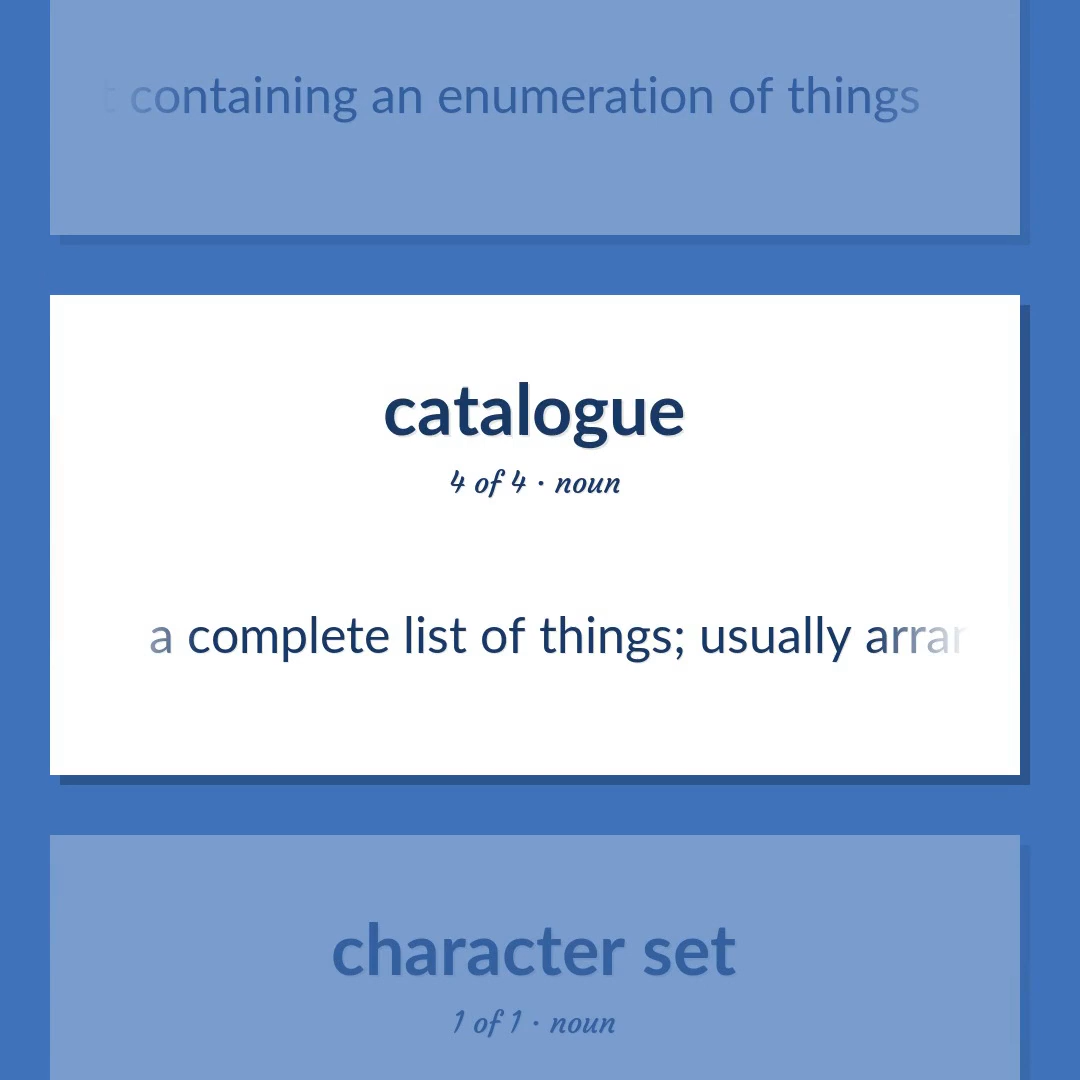 containing an enumeration of things
catalogue
4 of 4 · noun
a complete list of things; usually
character set
1 of 1 · noun